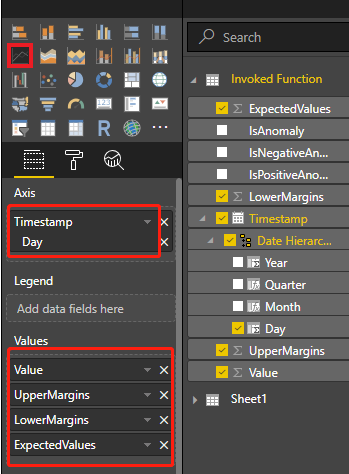 R
Axis
Timestamp
Day
Legend
Add data fields here
Values
Value
UpperMargins
LowerMargins
ExpectedValues
Search
Invoked Function
ExpectedValues
IsAnomaly
IsNegativeAno...
IsPositiveAno...
LowerMargins
Timestamp
Date Hierarc...
Year
Quarter
Month
Day
UpperMargins
Value
Sheet1